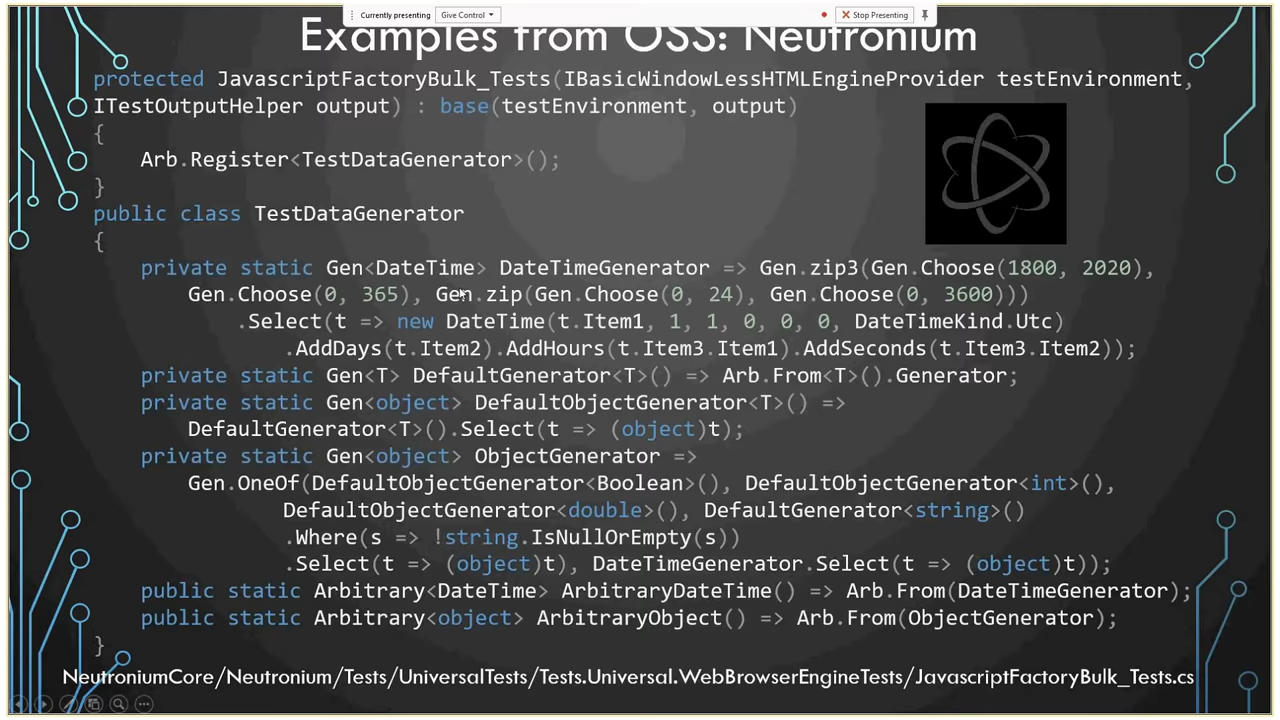 Currently presenting
Give Control
Stop Presenting
Examples from OSS: Neutronium
protected JavascriptFactoryBulk_Tests(IBasicWindowLessHTMLEngineProvider testEnvironment,
ITestOutputHelper output) : base(testEnvironment, output)
{
Arb.Register<TestDataGenerator>();
}
public class TestDataGenerator
{
private static Gen<DateTime> DateTimeGenerator => Gen.zip3(Gen.Choose(1800, 2020),
Gen.Choose(0, 365), Gen.zip(Gen.Choose(0, 24), Gen.Choose(0, 3600)))
.Select(t => new DateTime(t.Item1, 1, 1, 0, 0, 0, DateTimeKind.Utc)
.AddDays(t.Item2).AddHours(t.Item3.Item1).AddSeconds(t.Item3.Item2));
private static Gen<T> DefaultGenerator<T>() => Arb.From<T>().Generator;
private static Gen<object> DefaultObjectGenerator<T>() =>
DefaultGenerator<T>().Select(t => (object)t);
private static Gen<object> ObjectGenerator =>
Gen.OneOf(DefaultObjectGenerator<Boolean>(), DefaultObjectGenerator<int>(),
DefaultObjectGenerator<double>(), DefaultGenerator<string>()
.Where(s => !string.IsNullOrEmpty(s))
.Select(t => (object)t), DateTimeGenerator.Select(t => (object)t));
public static Arbitrary<DateTime> ArbitraryDateTime() => Arb.From(DateTimeGenerator);
public static Arbitrary<object> ArbitraryObject() => Arb.From(ObjectGenerator);
}
NeutroniumCore/Neutronium/Tests/UniversalTests/Tests.Universal.WebBrowserEngineTests/JavascriptFactoryBulk_Tests.cs